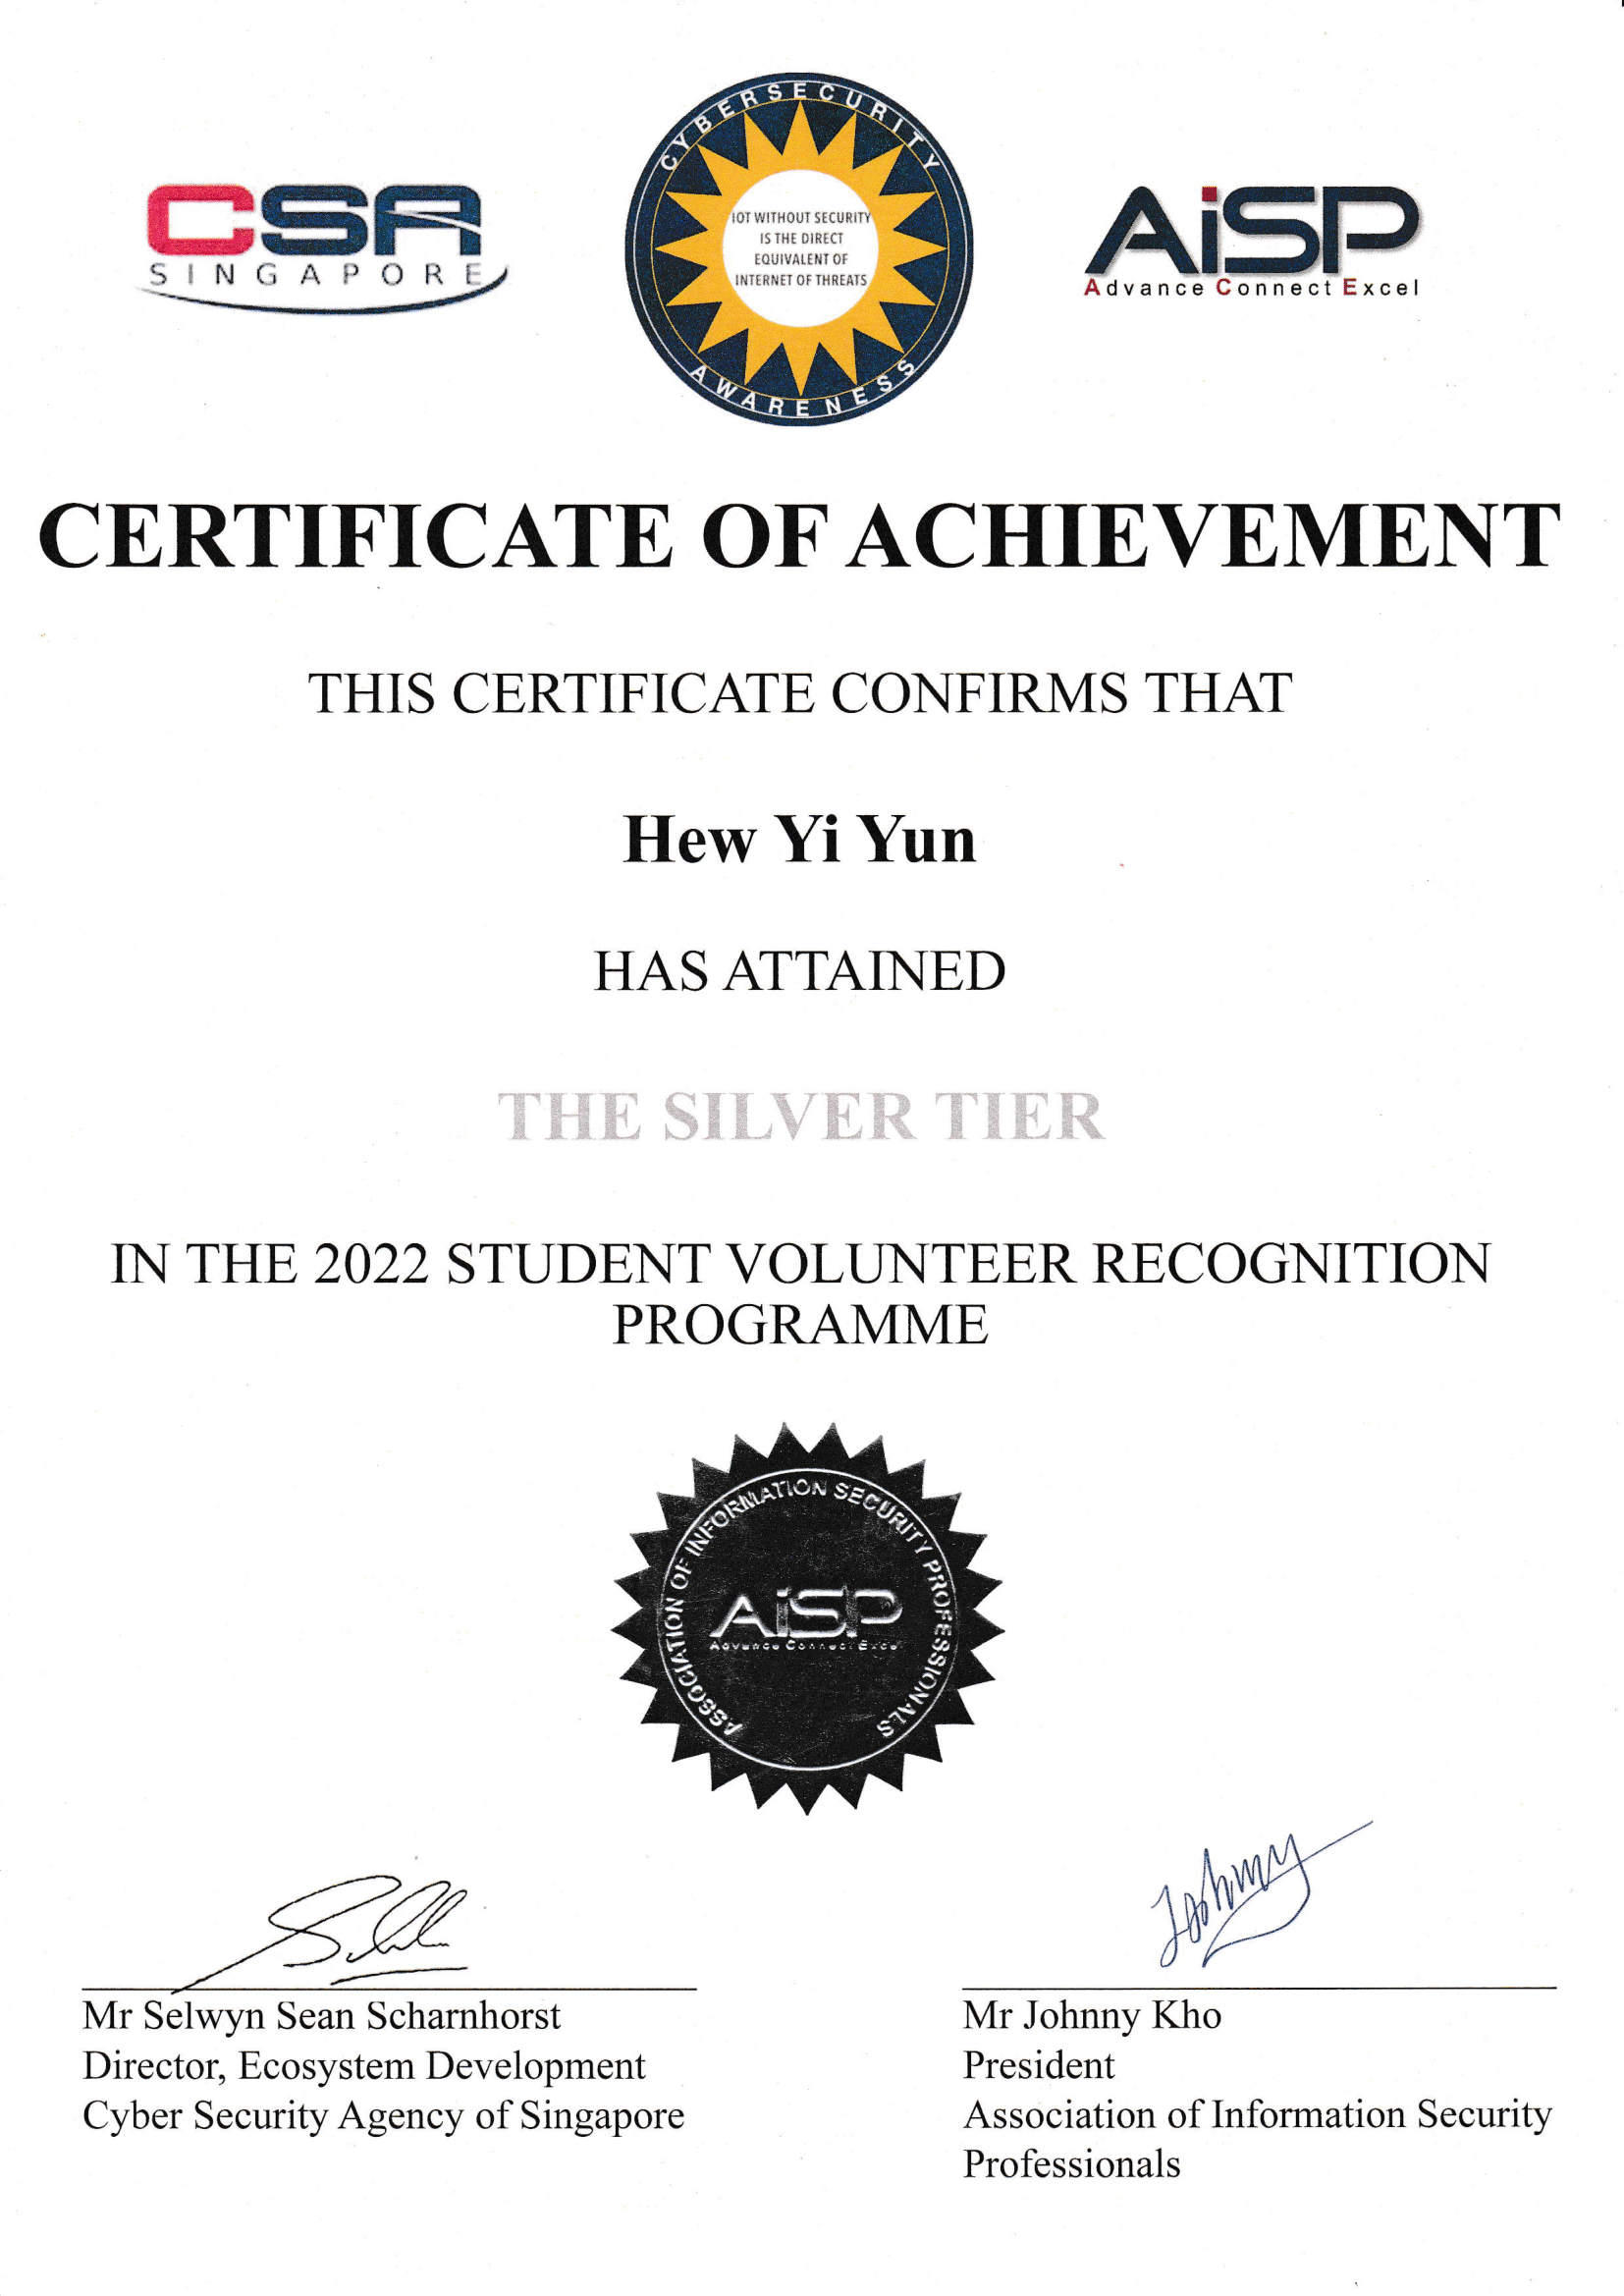 CSA
SINGAPORE
CYBERSECURITY
IOT WITHOUT SECURITY
IS THE DIRECT
EQUIVALENT OF
INTERNET OF THREATS
AWARENESS
AiSP
Advance Connect Excel
CERTIFICATE OF ACHIEVEMENT
THIS CERTIFICATE CONFIRMS THAT
Hew Yi Yun
HAS ATTAINED
THE SILVER TIER
IN THE 2022 STUDENT VOLUNTEER RECOGNITION
PROGRAMME
ASSOCIATION OF INFORMATION SECURITY PROFESSIONALS
AiSP
Advance Connect Excel
Johnny
Mr Selwyn Sean Scharnhorst
Director, Ecosystem Development
Cyber Security Agency of Singapore
Mr Johnny Kho
President
Association of Information Security
Professionals